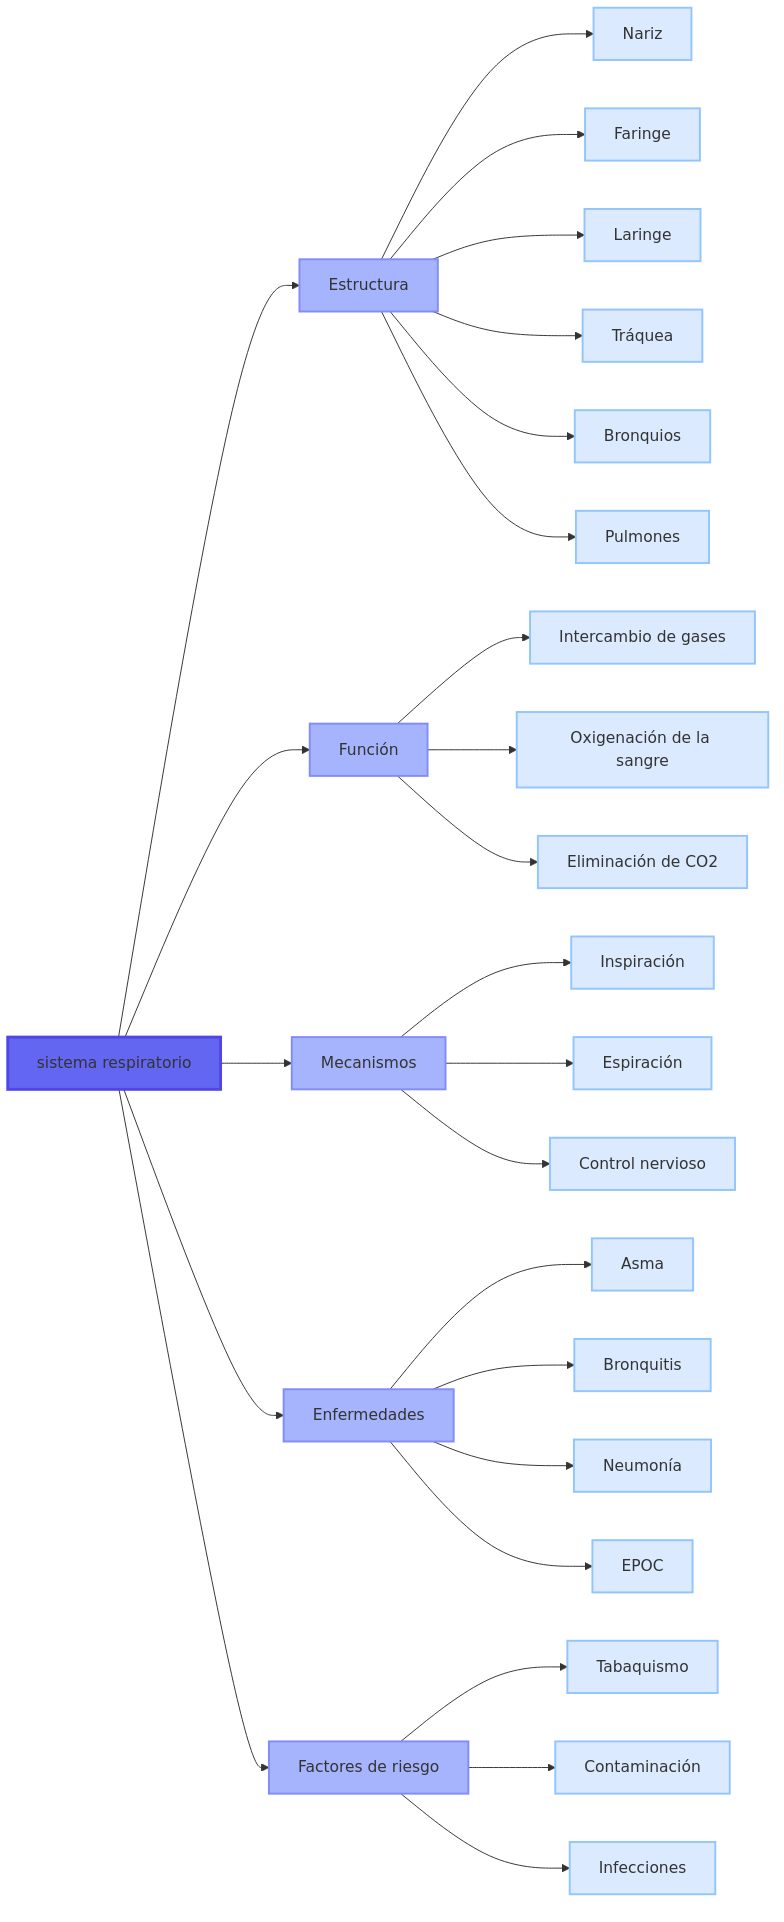 Nariz
Faringe
Laringe
Estructura
Tráquea
Bronquios
Pulmones
Intercambio de gases
Oxigenación de la
sangre
Función
Eliminación de CO2
Inspiración
sistema respiratorio
Mecanismos
Espiración
Control nervioso
Asma
Bronquitis
Enfermedades
Neumonía
EPOC
Tabaquismo
Factores de riesgo
Contaminación
Infecciones